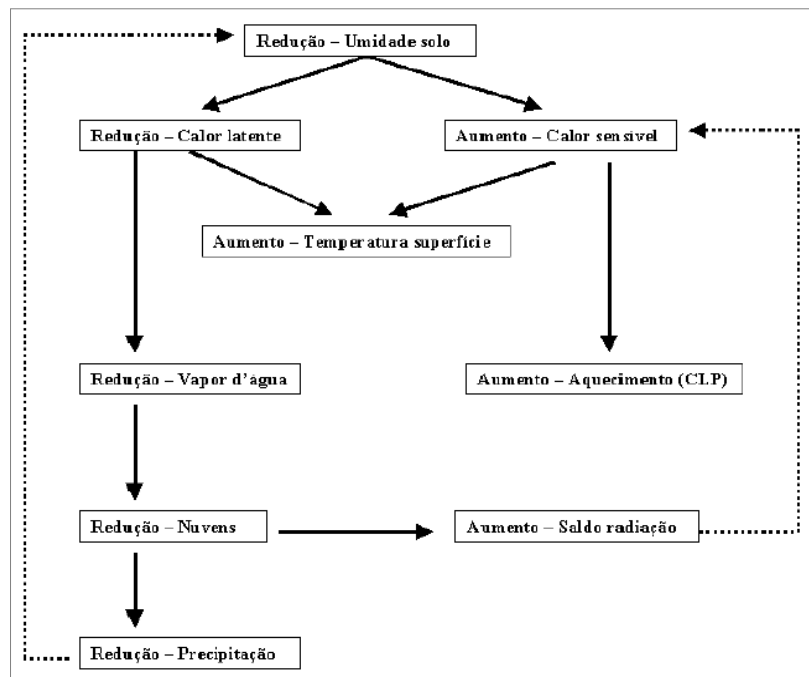 Redução – Umidade solo
Redução – Calor latente
Aumento – Calor sensível
Aumento – Temperatura superfície
Redução – Vapor d’água
Aumento – Aquecimento (CLP)
Redução – Nuvens
Aumento – Saldo radiação
Redução – Precipitação